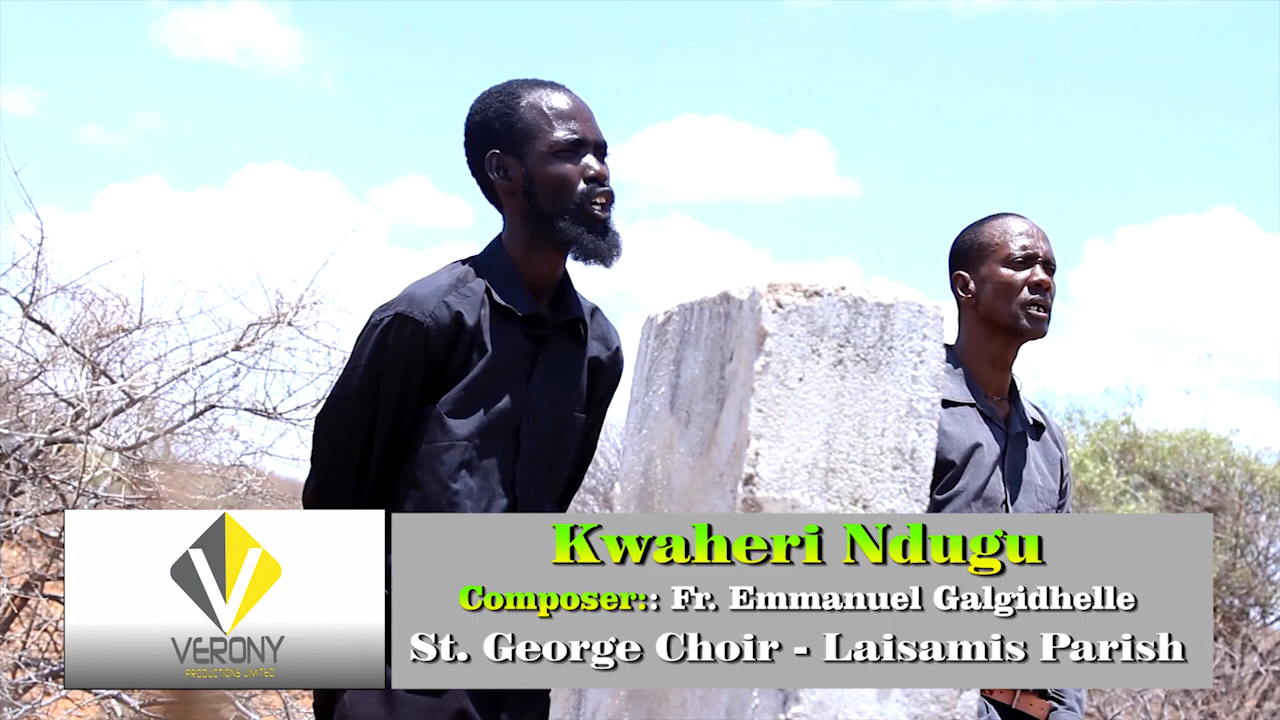 Kwaheri Ndugu
Composer:: Fr. Emmanuel Galgidhelle
St. George Choir - Laisamis Parish
V
VERONY
PRODUCTIONS LIMITED